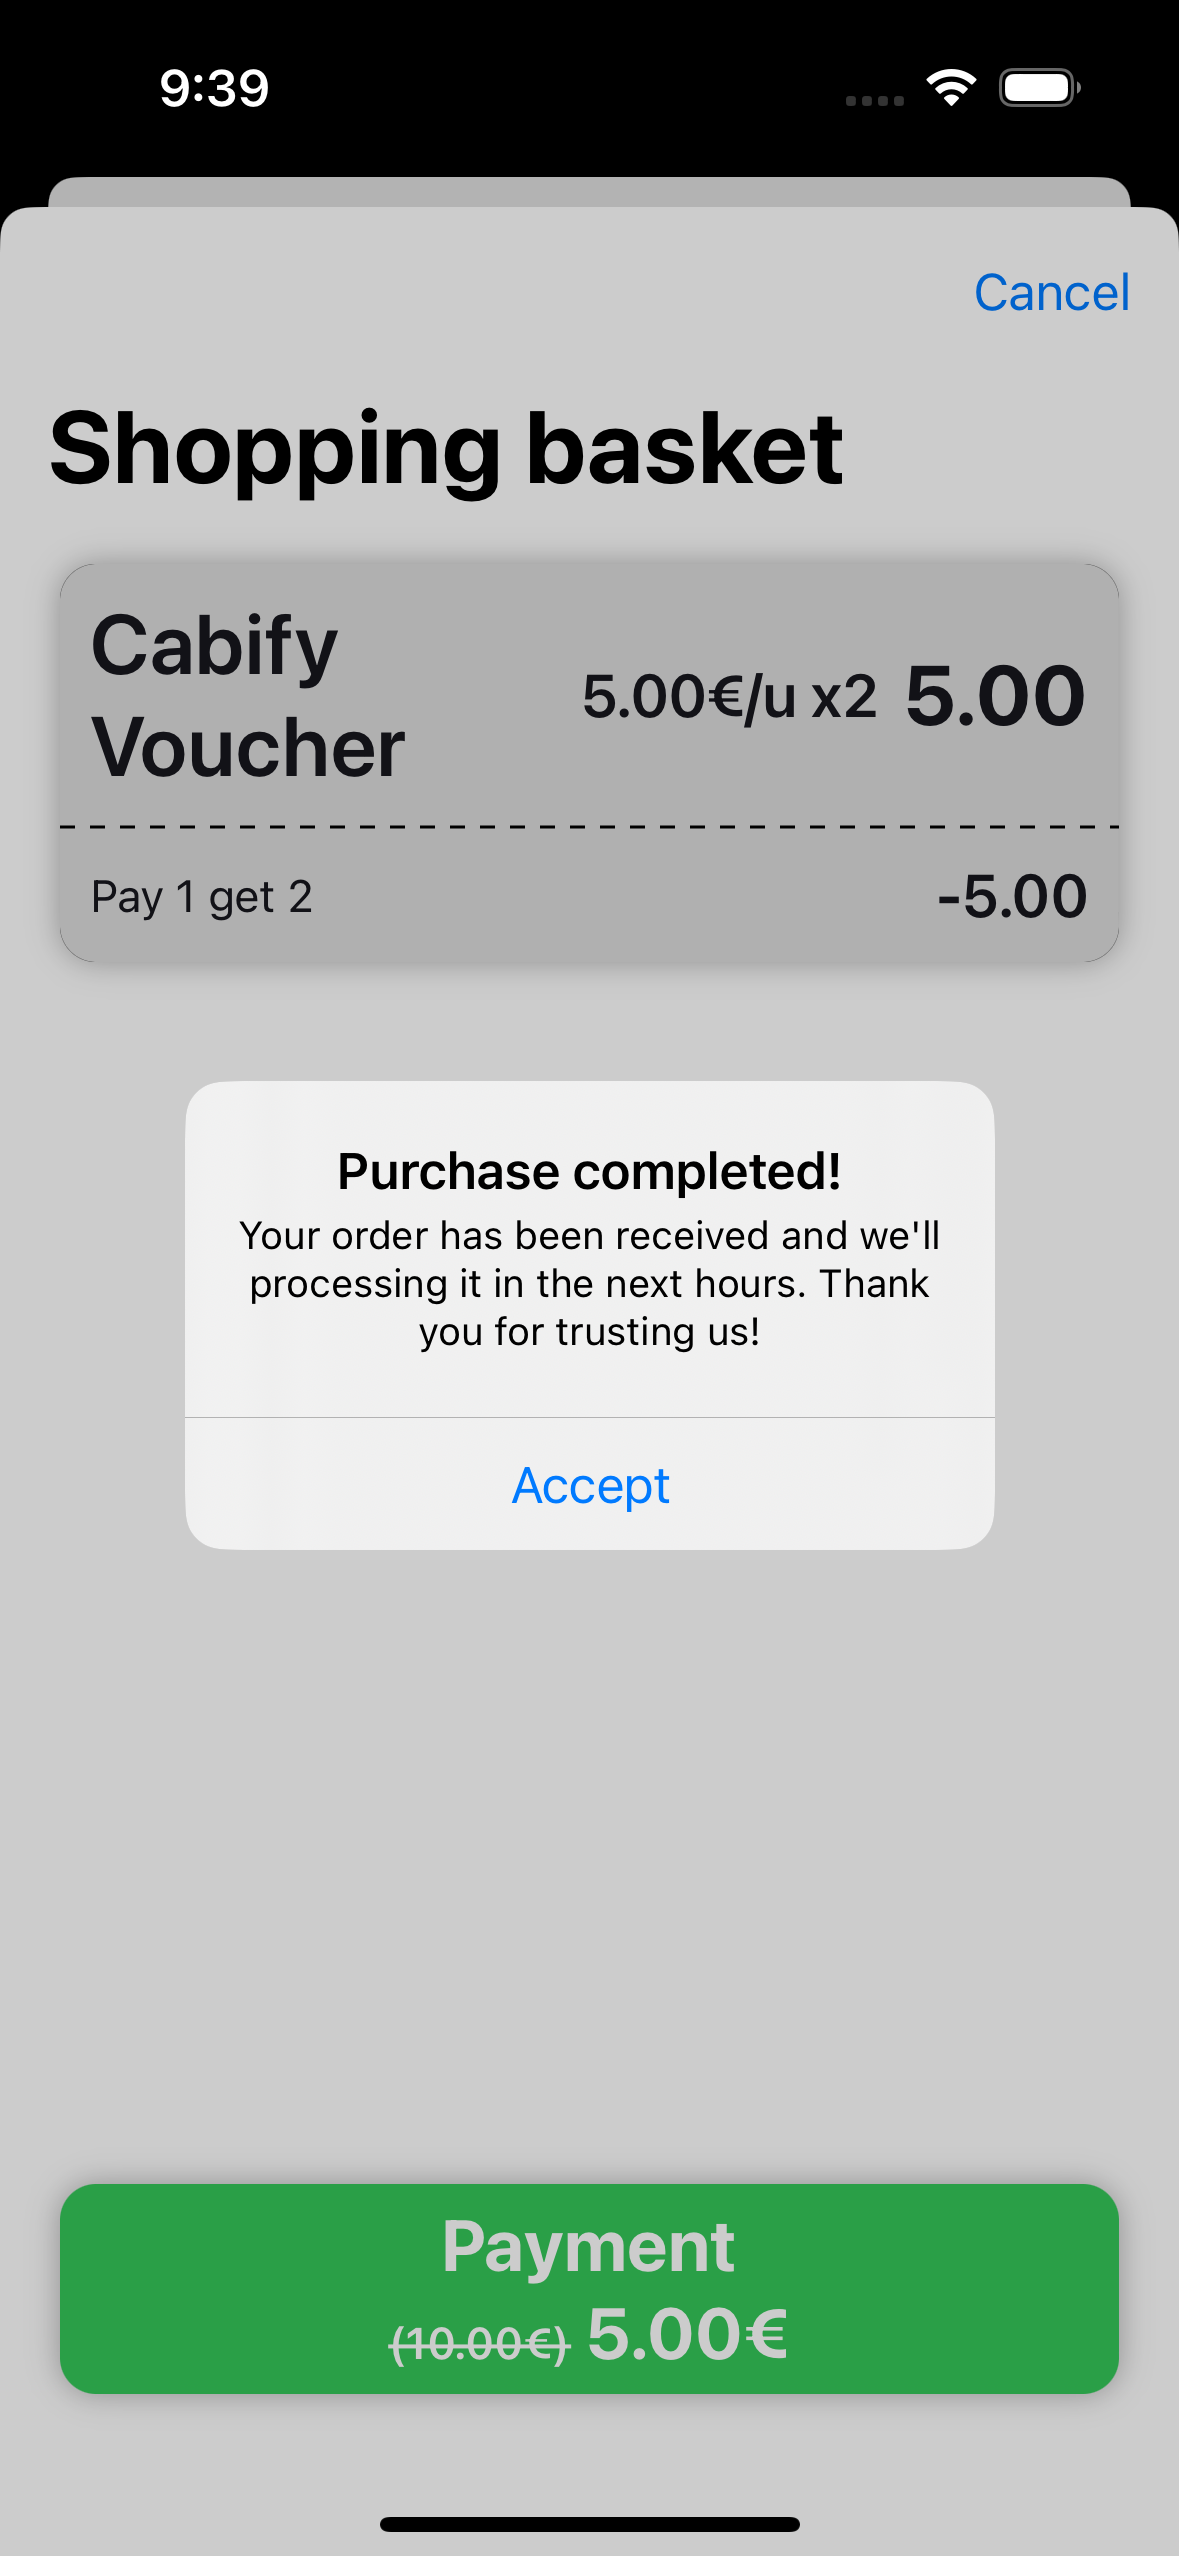 9:39
Cancel
Shopping basket
Cabify
Voucher
5.00€/u x2 5.00
Pay 1 get 2 -5.00
Purchase completed!
Your order has been received and we'll
processing it in the next hours. Thank
you for trusting us!
Accept
Payment
(10.00€) 5.00€